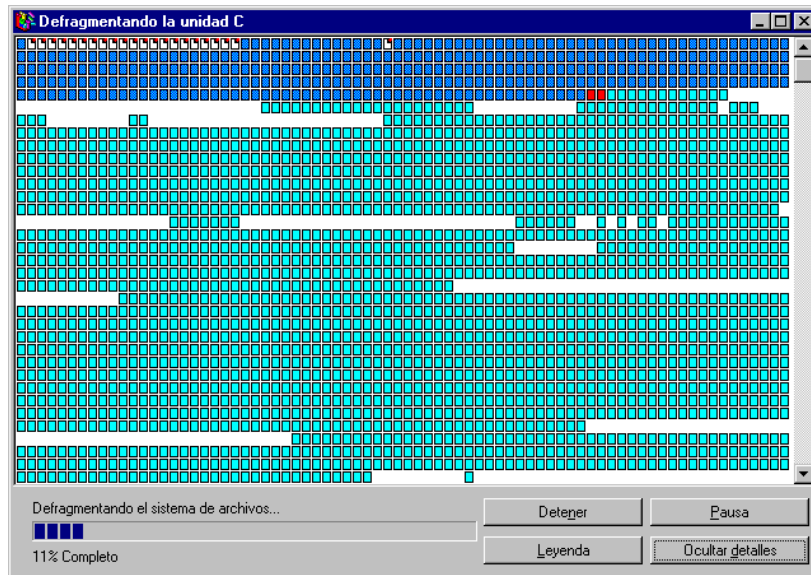 Defragmentando la unidad C
Defragmentando el sistema de archivos...
11% Completo
Detener
Pausa
Leyenda
Ocultar detalles